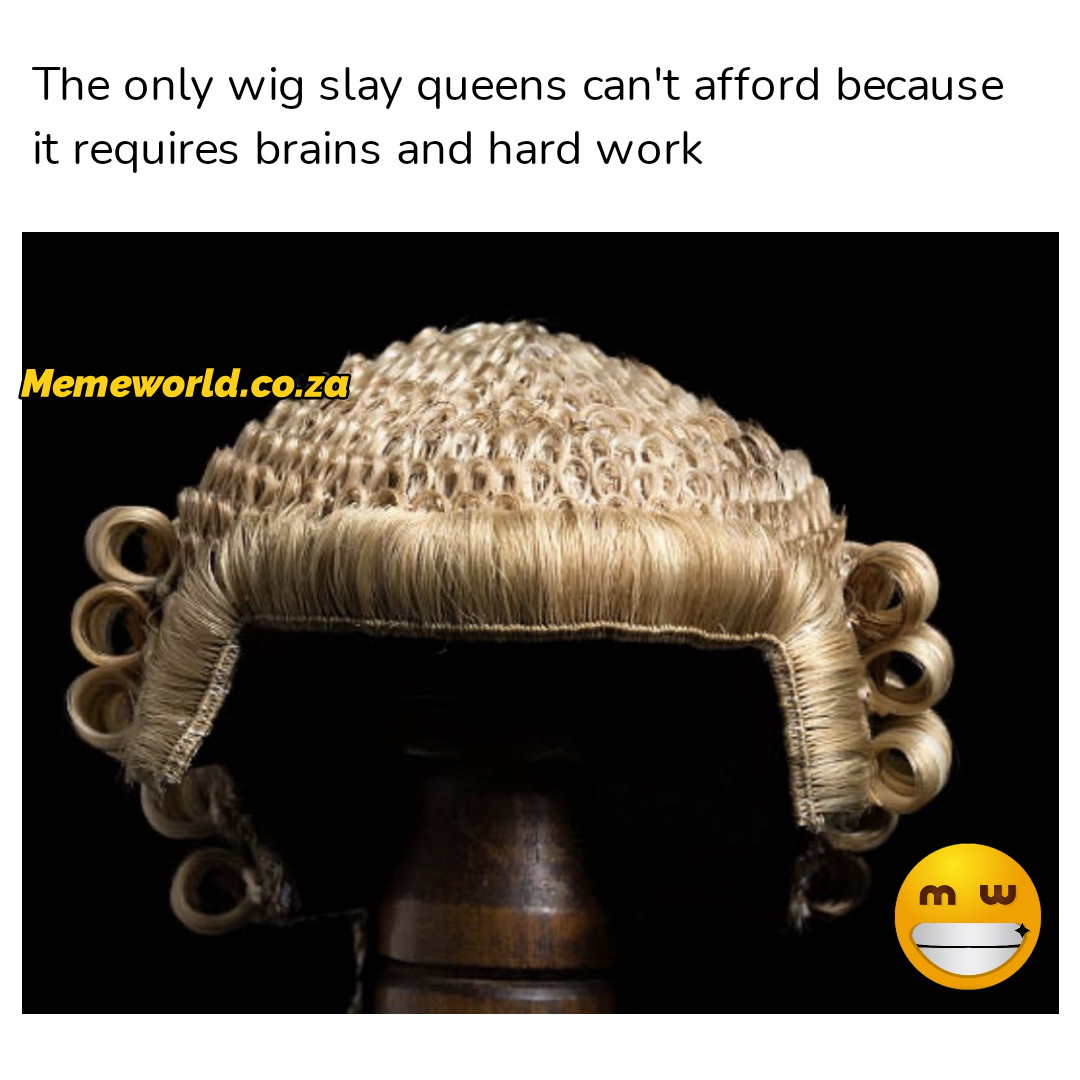 The only wig slay queens can't afford because
it requires brains and hard work
Memeworld.co.za
m w